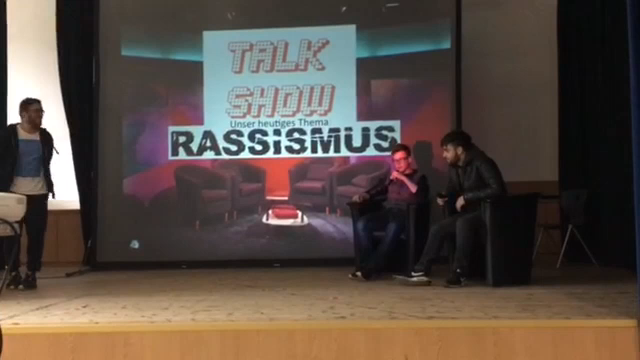 TALK
SHOW
Unser heutiges Thema
RASSISMUS